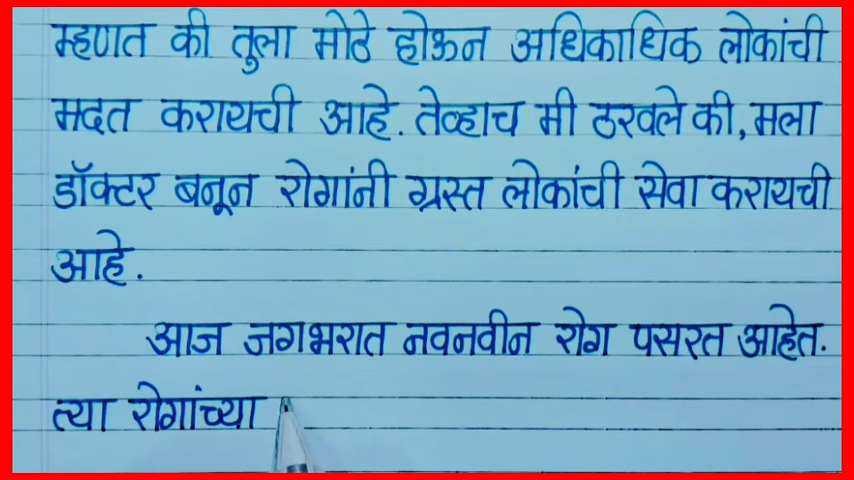 म्हणत की तुला मोठे होऊन अधिकाधिक लोकांची
मदत करायची आहे. तेव्हाच मी ठरवले की, मला
डॉक्टर बनून रोगांनी ग्रस्त लोकांची सेवा करायची
आहे.
आज जगभरात नवनवीन रोग पसरत आहेत.
त्या रोगांच्या